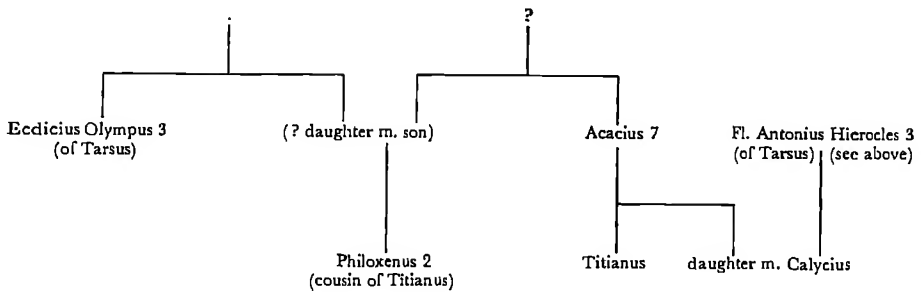 ?
Ecdicius Olympus 3
(of Tarsus)
(? daughter m. son)
Acacius 7
Fl. Antonius Hierocles 3
(of Tarsus) (see above)
Philoxenus 2
(cousin of Titianus)
Titianus
daughter m. Calycius